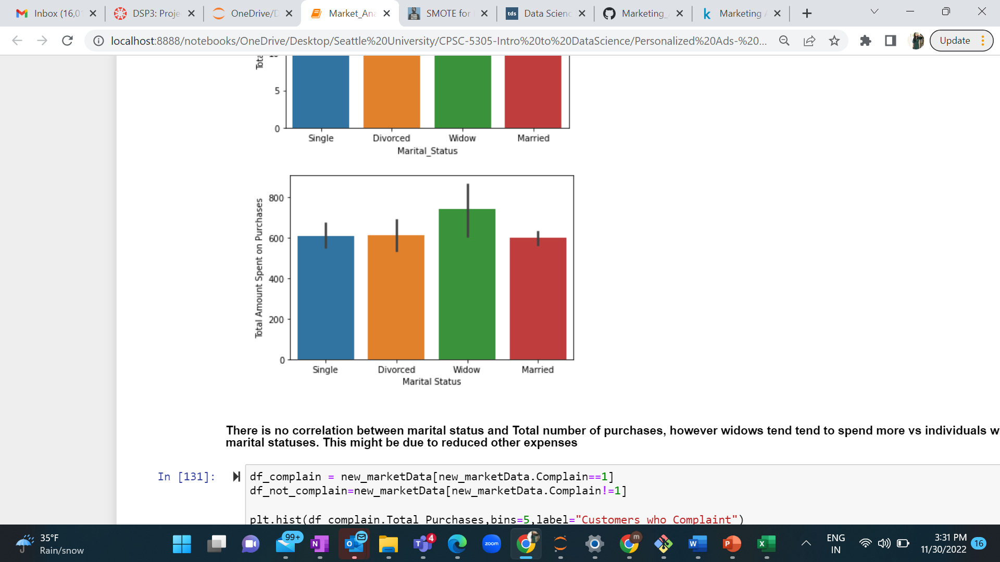 Inbox (16,0
DSP3: Proje
OneDrive/D
Market_Ana
SMOTE for
tds
Data Scienc
Marketing_
k
Marketing
localhost:8888/notebooks/OneDrive/Desktop/Seattle%20University/CPSC-5305-Intro%20to%20DataScience/Personalized%20Ads-%20...
Update
Tota
5
0
Single Divorced Widow Married
Marital_Status
Total Amount Spent on Purchases
800
600
400
200
0
Single Divorced Widow Married
Marital Status
There is no correlation between marital status and Total number of purchases, however widows tend tend to spend more vs individuals w
marital statuses. This might be due to reduced other expenses
In [131]:
df_complain = new_marketData[new_marketData.Complain==1]
df_not_complain=new_marketData[new_marketData.Complain!=1]
plt.hist(df_complain.Total_Purchases,bins=5,label="Customers who Complaint")
35°F
Rain/snow
99+
N
O
T
4
zoom
m
W
P
X
ENG
IN
3:31 PM
11/30/2022
16